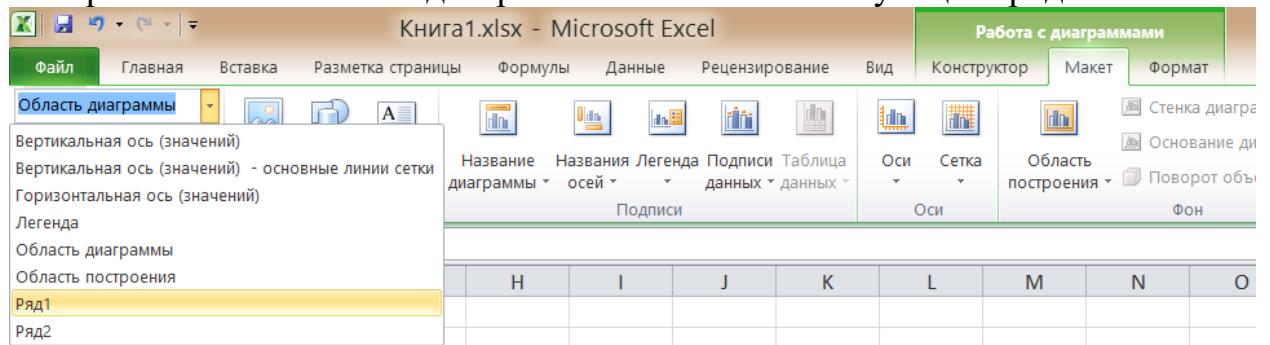 Книга1.xlsx - Microsoft Excel
Работа с диаграммами
Файл Главная Вставка Разметка страницы Формулы Данные Рецензирование Вид Конструктор Макет Формат
Область диаграммы
Вертикальная ось (значений)
Вертикальная ось (значений) - основные линии сетки
Горизонтальная ось (значений)
Легенда
Область диаграммы
Область построения
Ряд1
Ряд2
A
Название диаграммы
Названия осей
Легенда
Подписи данных
Таблица данных
Подписи
Оси
Сетка
Оси
Область построения
Стенка
Основание
Поворот
Фон
H I J K L M N O